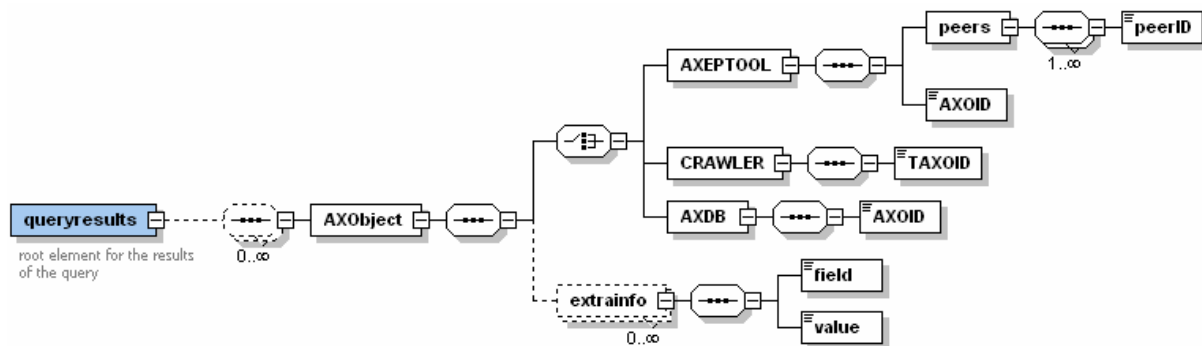 peers
peerID
1..∞
AXEPTOOL
AXOID
CRAWLER
TAXOID
queryresults
AXObject
AXDB
AXOID
0..∞
root element for the results
of the query
field
extrainfo
value
0..∞